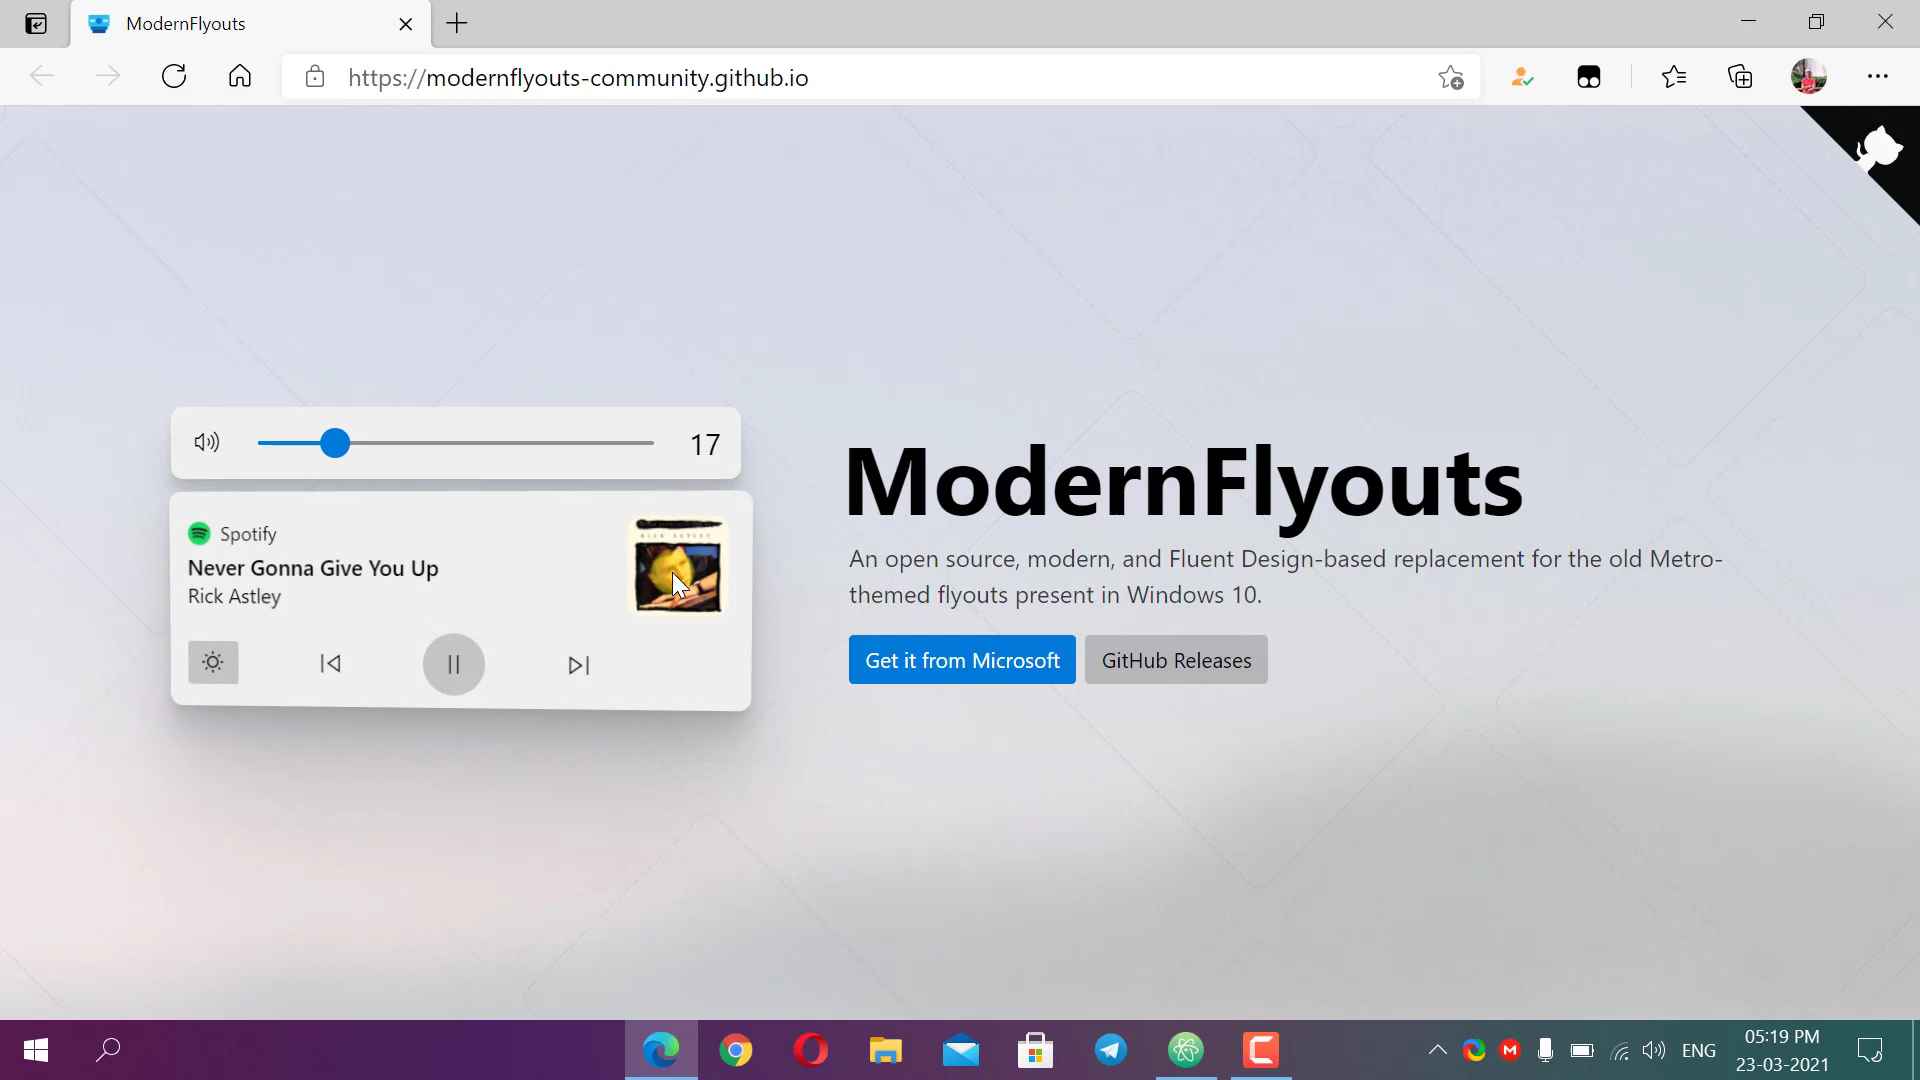 ModernFlyouts
https://modernflyouts-community.github.io
17
Spotify
Never Gonna Give You Up
Rick Astley
RICK ASTLEY
ModernFlyouts
An open source, modern, and Fluent Design-based replacement for the old Metro-
themed flyouts present in Windows 10.
Get it from Microsoft
GitHub Releases
ENG
05:19 PM
23-03-2021